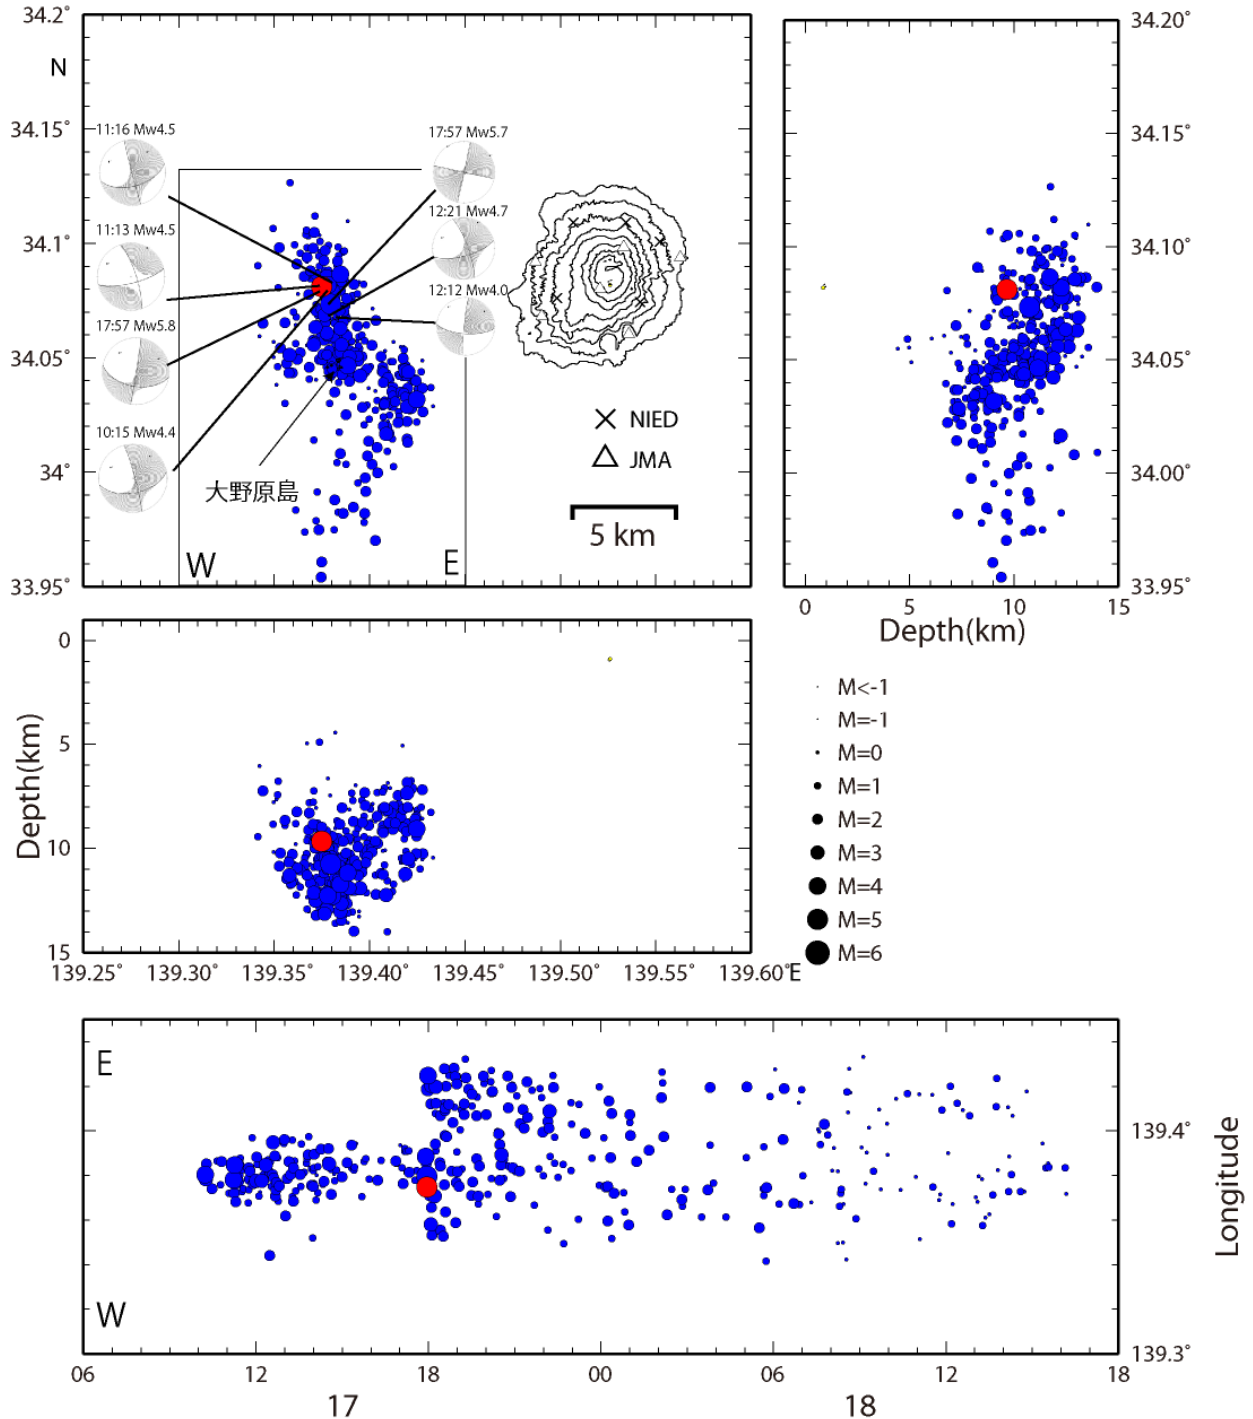 34.2°
N
34.15°
34.1°
34.05°
34°
33.95°
11:16 Mw4.5
11:13 Mw4.5
17:57 Mw5.8
10:15 Mw4.4
17:57 Mw5.7
12:21 Mw4.7
12:12 Mw4.0
大野原島
W
E
NIED
JMA
5 km
34.20°
34.15°
34.10°
34.05°
34.00°
33.95°
0 5 10 15
Depth(km)
0
5
10
15
Depth(km)
139.25° 139.30° 139.35° 139.40° 139.45° 139.50° 139.55° 139.60°E
M<-1
M=-1
M=0
M=1
M=2
M=3
M=4
M=5
M=6
E
W
139.4°
139.3°
Longitude
06 12 18 00 06 12 18
17 18